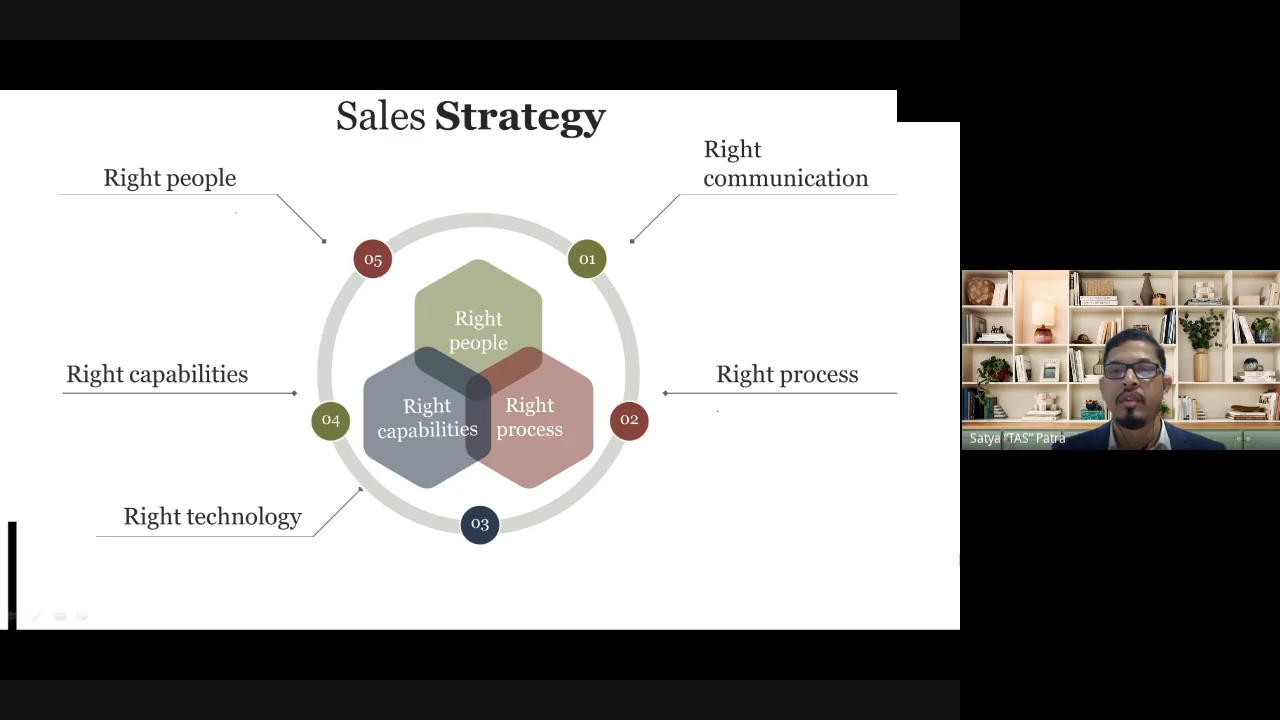 Sales Strategy
Right
communication
Right people
05
01
Right
people
Right capabilities
Right process
Right
capabilities
Right
process
04
02
Right technology
03
Satya "TAS" Patra